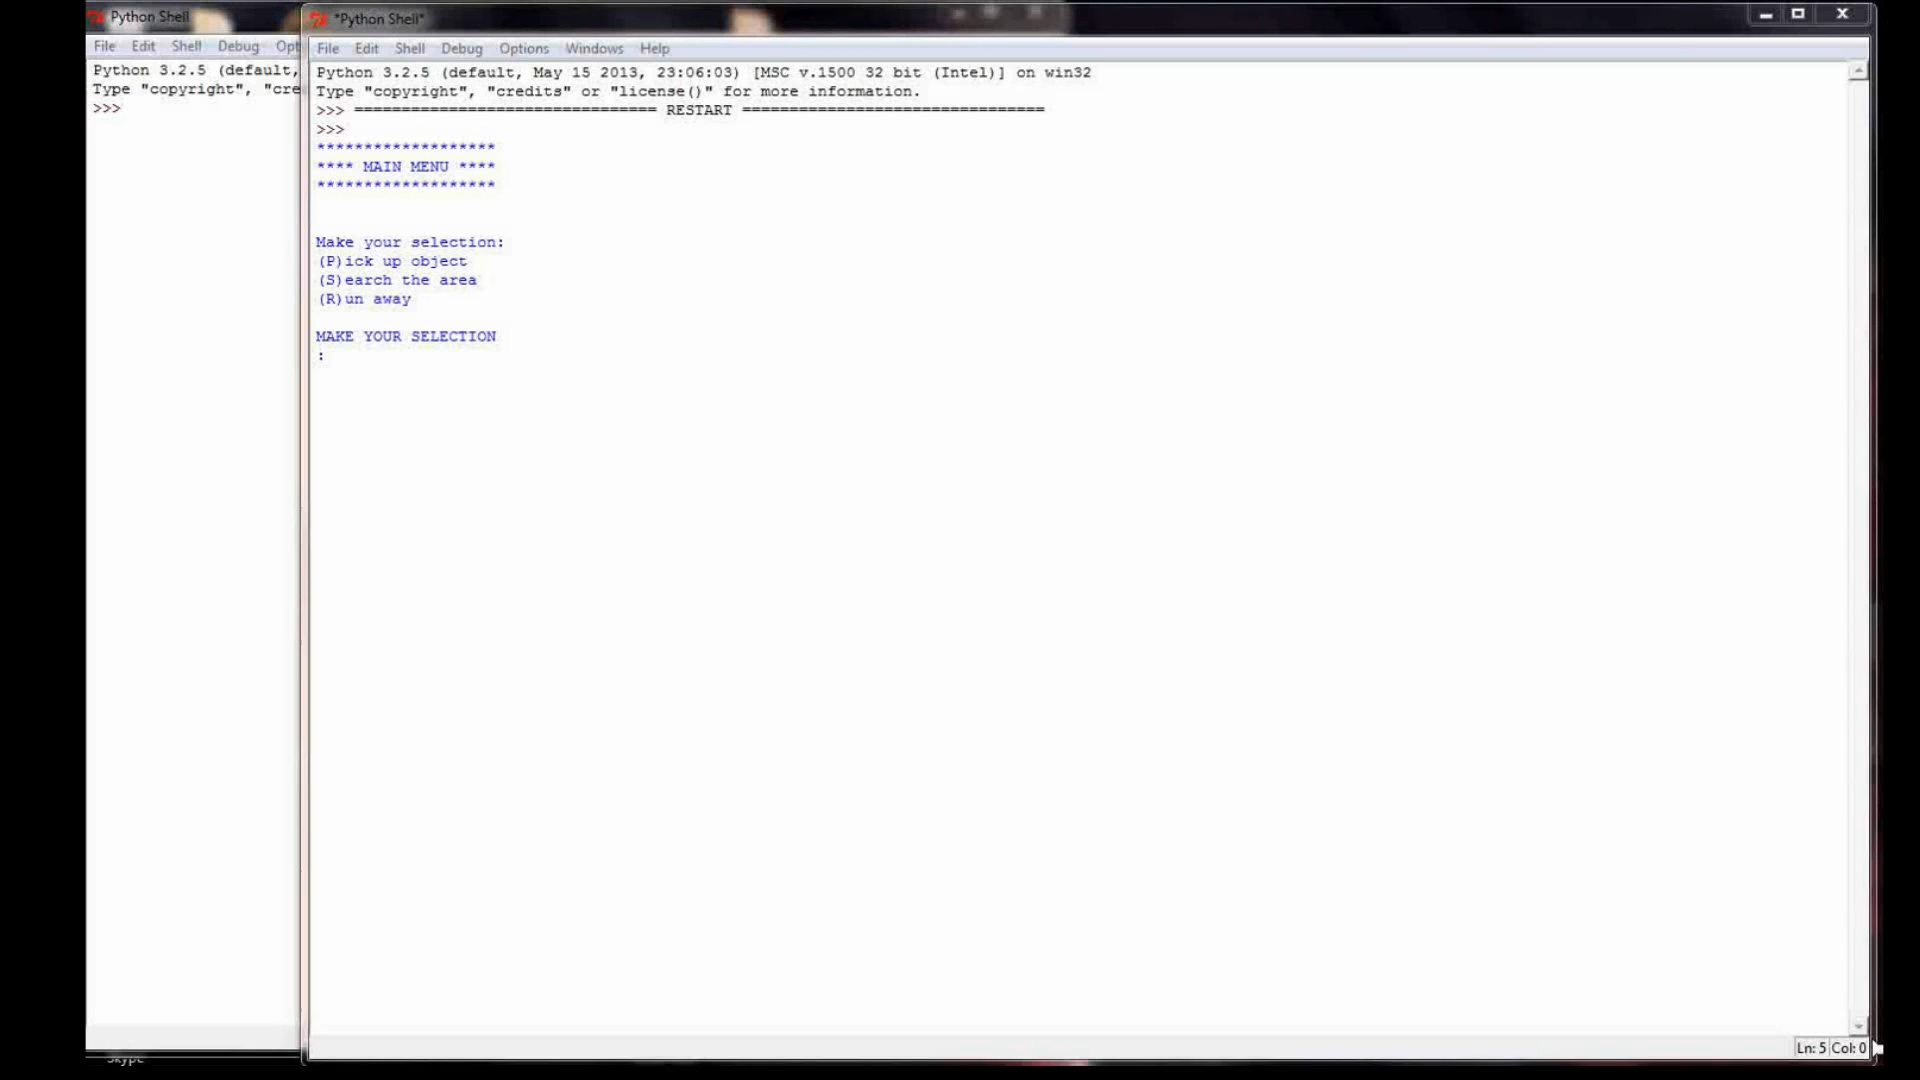 Python Shell
File Edit Shell Debug Opt
Python 3.2.5 (default,
Type "copyright", "cre
>>>
*Python Shell*
File Edit Shell Debug Options Windows Help
Python 3.2.5 (default, May 15 2013, 23:06:03) [MSC v.1500 32 bit (Intel)] on win32
Type "copyright", "credits" or "license()" for more information.
>>> ================================ RESTART ================================
>>>
*******************
**** MAIN MENU ****
*******************
Make your selection:
(P)ick up object
(S)earch the area
(R)un away
MAKE YOUR SELECTION
:
Ln: 5 Col: 0
Skype